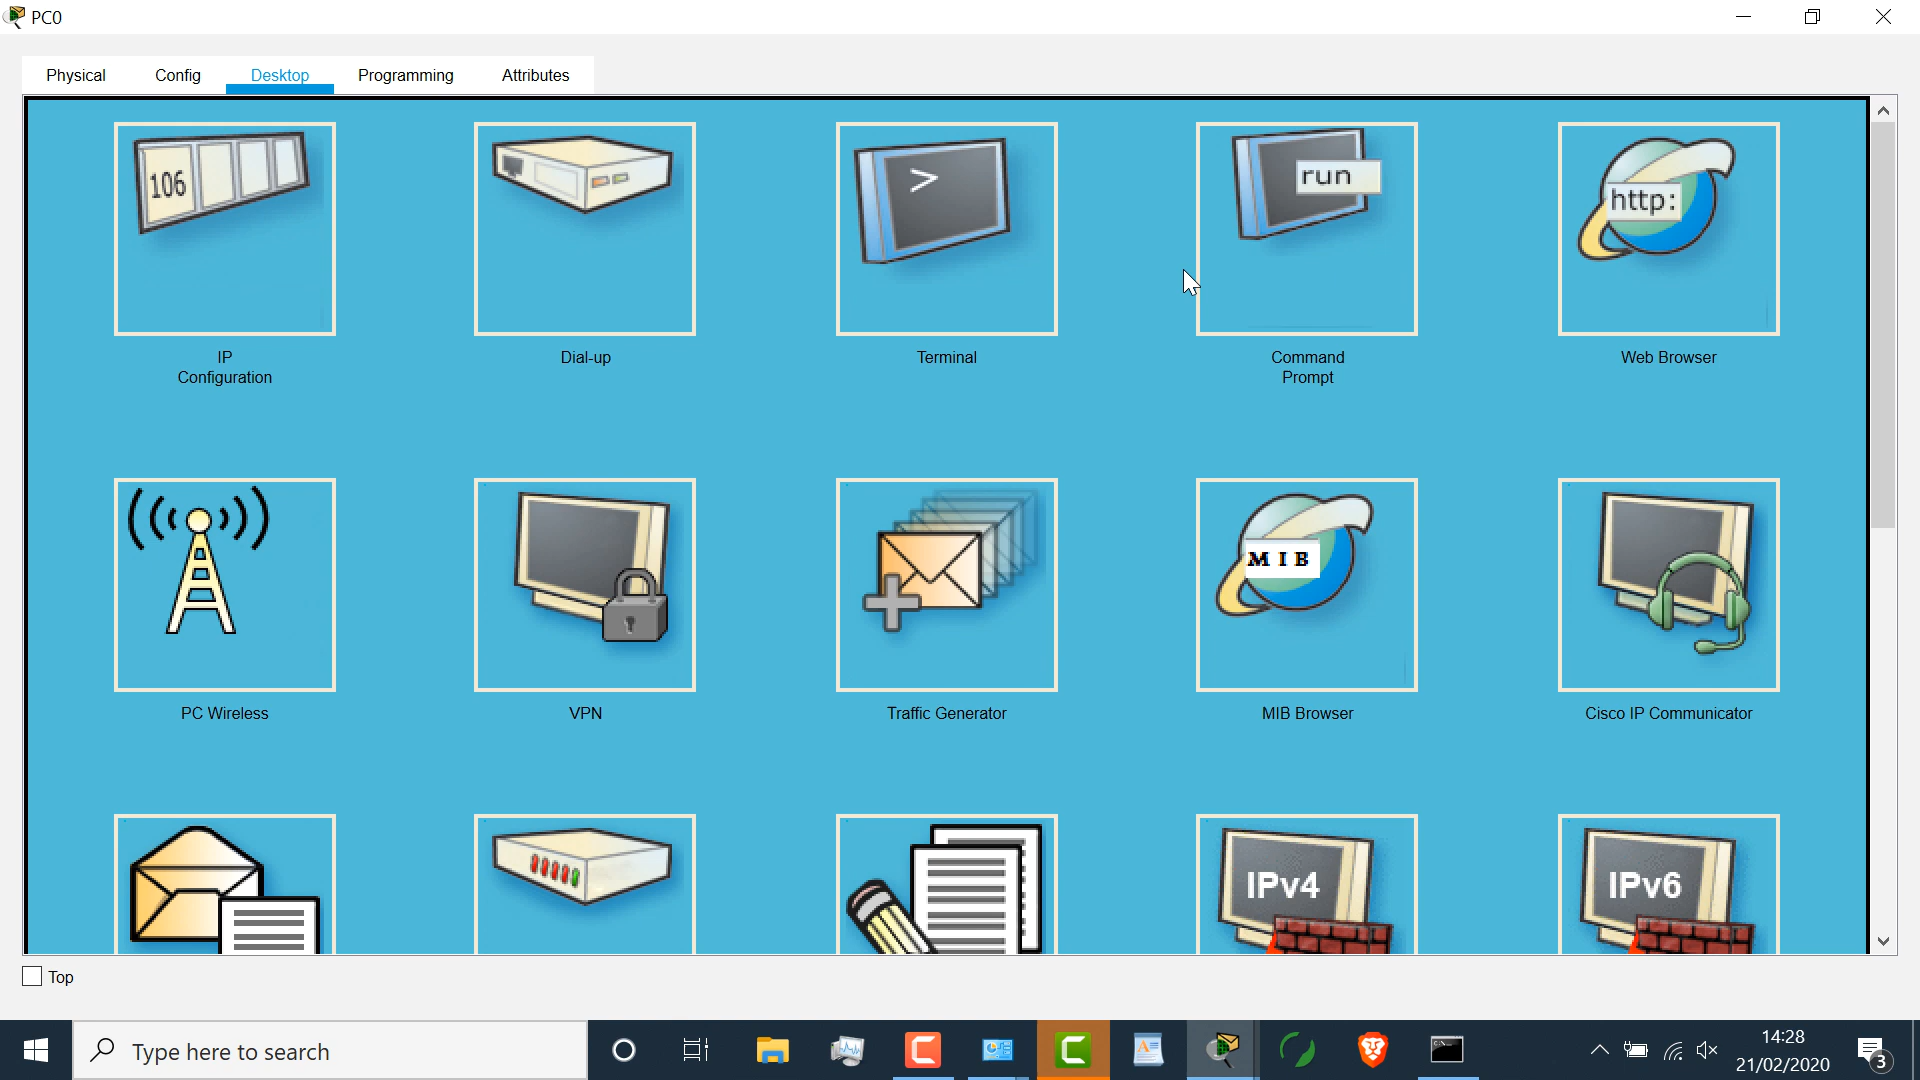 PC0
Physical Config Desktop Programming Attributes
106
>
run
http:
IP
Configuration
Dial-up
Terminal
Command
Prompt
Web Browser
MIB
PC Wireless
VPN
Traffic Generator
MIB Browser
Cisco IP Communicator
IPv4
IPv6
Top
Type here to search
14:28
21/02/2020
3